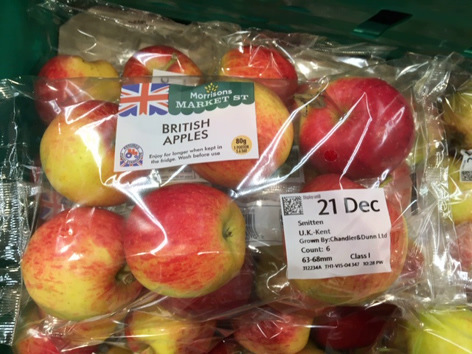 Morrisons
MARKET ST
BRITISH
APPLES
80g
Enjoy for longer when kept in
the fridge. Wash before use
21 Dec
Smitten
U.K.-Kent
Grown By:Chandler&Dunn Ltd
Count: 6
63-68mm Class I